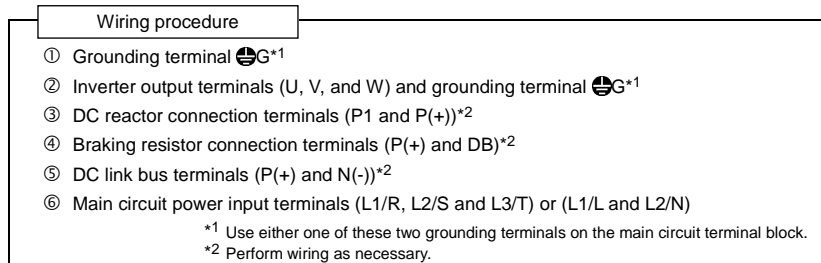 Wiring procedure
① Grounding terminal ⏚G*1
② Inverter output terminals (U, V, and W) and grounding terminal ⏚G*1
③ DC reactor connection terminals (P1 and P(+))*2
④ Braking resistor connection terminals (P(+) and DB)*2
⑤ DC link bus terminals (P(+) and N(-))*2
⑥ Main circuit power input terminals (L1/R, L2/S and L3/T) or (L1/L and L2/N)
*1 Use either one of these two grounding terminals on the main circuit terminal block.
*2 Perform wiring as necessary.